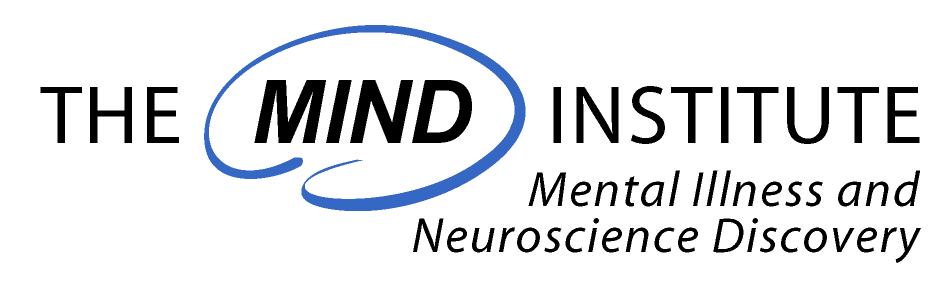 THE MIND INSTITUTE
Mental Illness and
Neuroscience Discovery